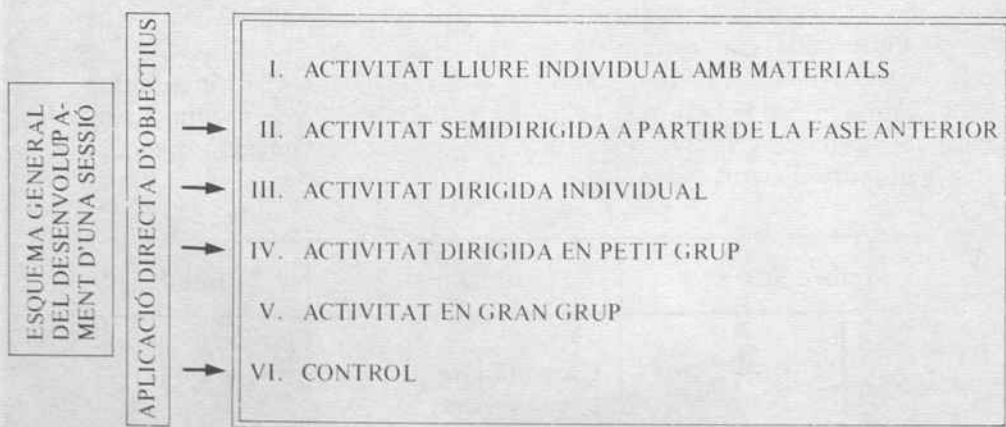 ESQUEMA GENERAL
DEL DESENVOLUPA-
MENT D'UNA SESSIÓ
APLICACIÓ DIRECTA D'OBJECTIUS
I. ACTIVITAT LLIURE INDIVIDUAL AMB MATERIALS
II. ACTIVITAT SEMIDIRIGIDA A PARTIR DE LA FASE ANTERIOR
III. ACTIVITAT DIRIGIDA INDIVIDUAL
IV. ACTIVITAT DIRIGIDA EN PETIT GRUP
V. ACTIVITAT EN GRAN GRUP
VI. CONTROL